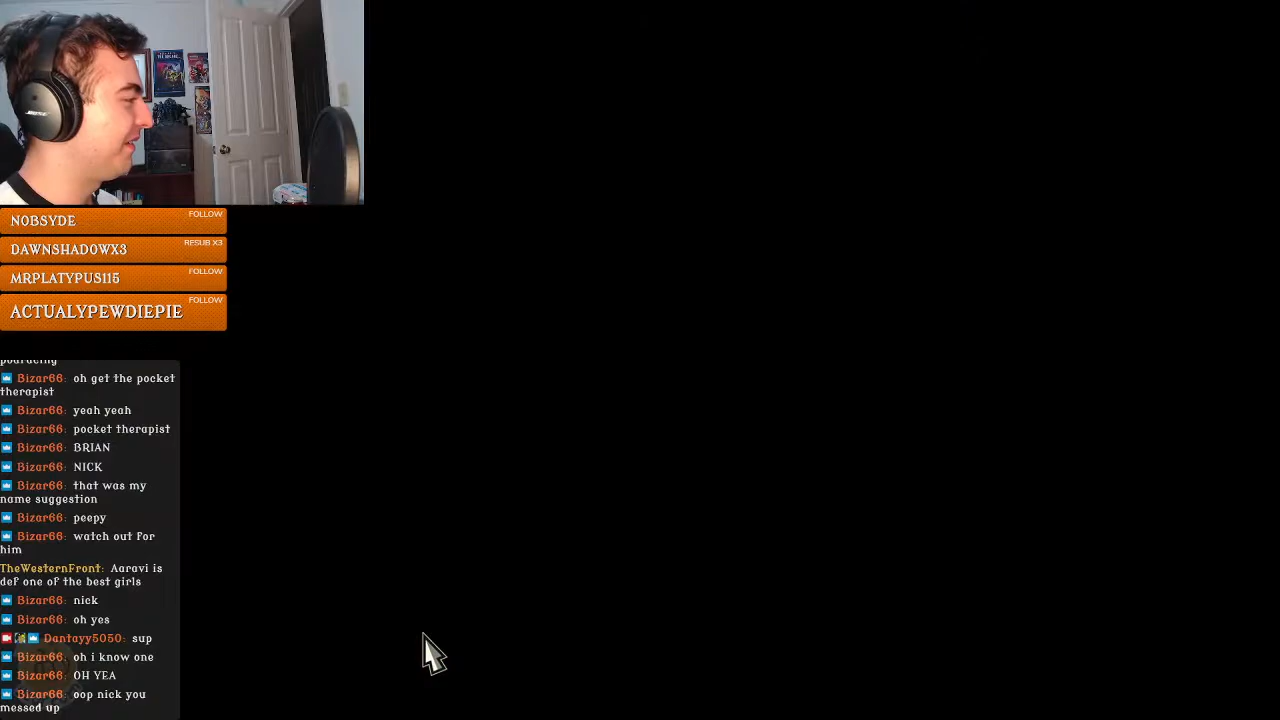 NOBSYDE FOLLOW
DAWNSHADOWX3 RESUB X3
MRPLATYPUS115 FOLLOW
ACTUALYPEWDIEPIE FOLLOW
podracing
Bizar66: oh get the pocket
therapist
Bizar66: yeah yeah
Bizar66: pocket therapist
Bizar66: BRIAN
Bizar66: NICK
Bizar66: that was my
name suggestion
Bizar66: peepy
Bizar66: watch out for
him
TheWesternFront: Aaravi is
def one of the best girls
Bizar66: nick
Bizar66: oh yes
Dantayy5050: sup
Bizar66: oh i know one
Bizar66: OH YEA
Bizar66: oop nick you
messed up